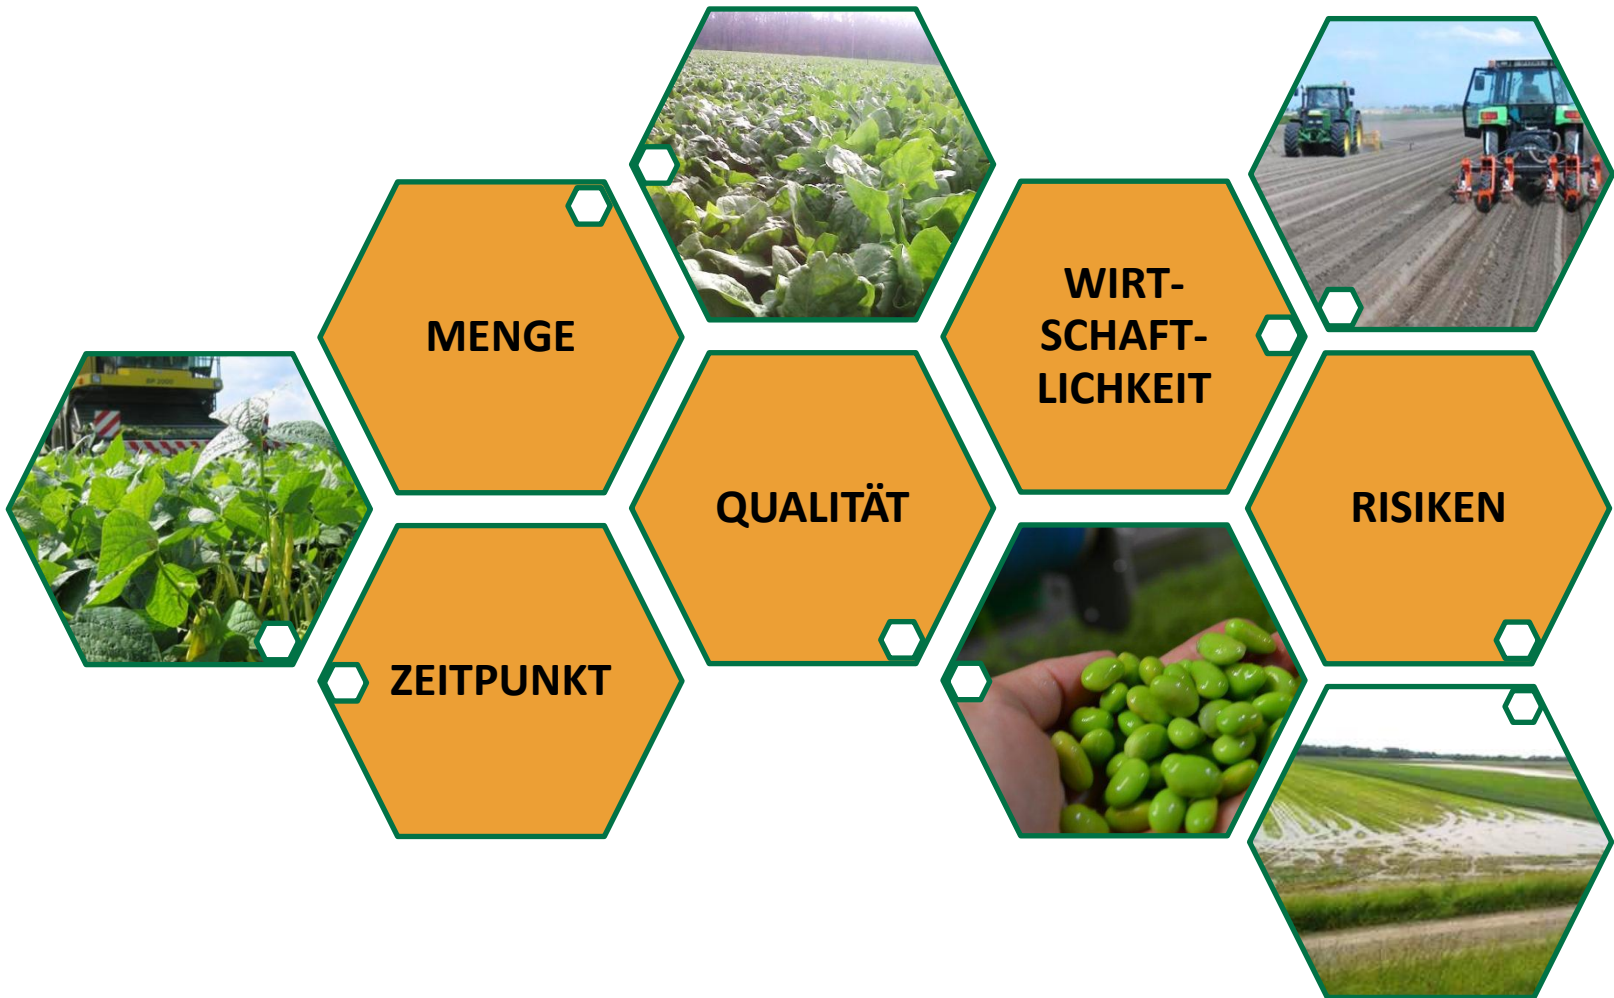 MENGE
ZEITPUNKT
QUALITÄT
WIRT-
SCHAFT-
LICHKEIT
RISIKEN